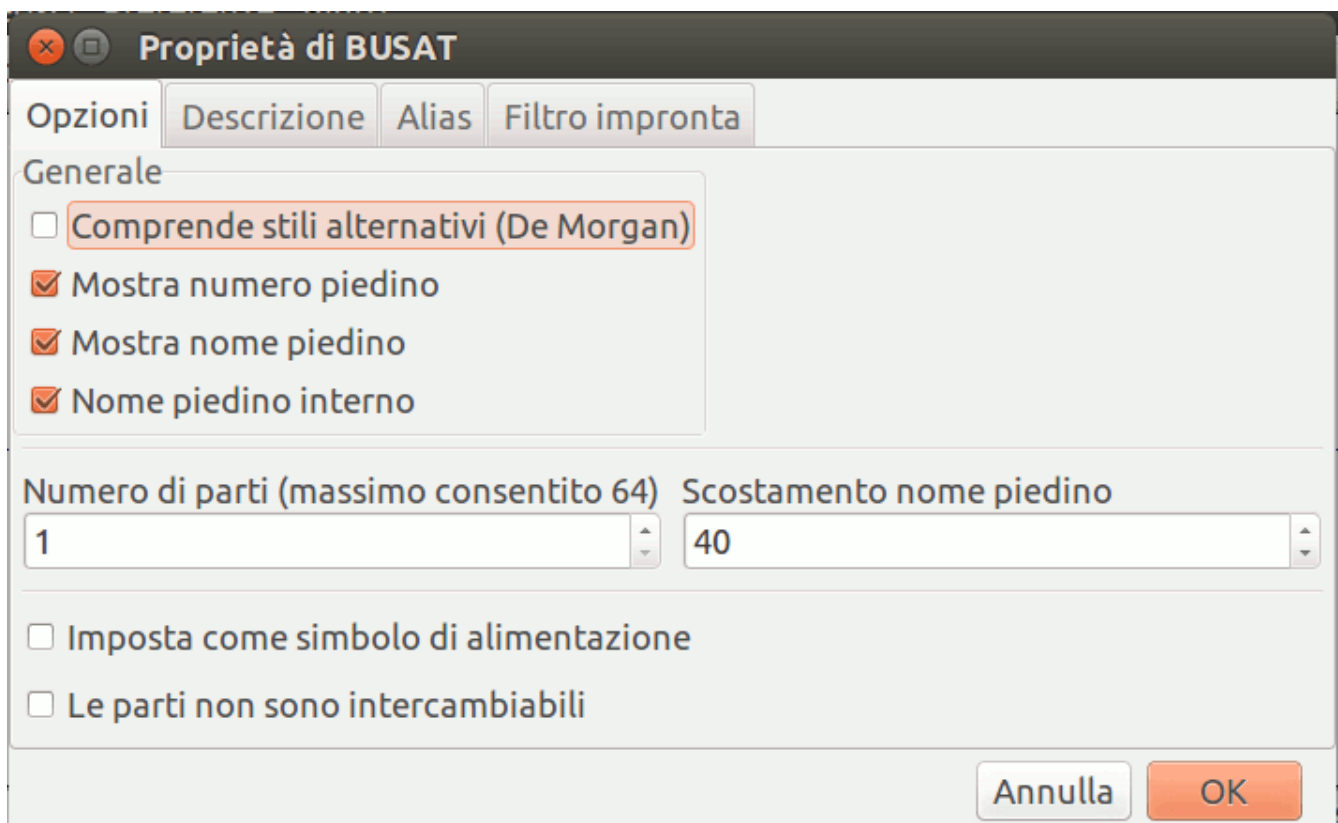 Proprietà di BUSAT
Opzioni Descrizione Alias Filtro impronta
Generale
Comprende stili alternativi (De Morgan)
Mostra numero piedino
Mostra nome piedino
Nome piedino interno
Numero di parti (massimo consentito 64) Scostamento nome piedino
1 40
Imposta come simbolo di alimentazione
Le parti non sono intercambiabili
Annulla OK